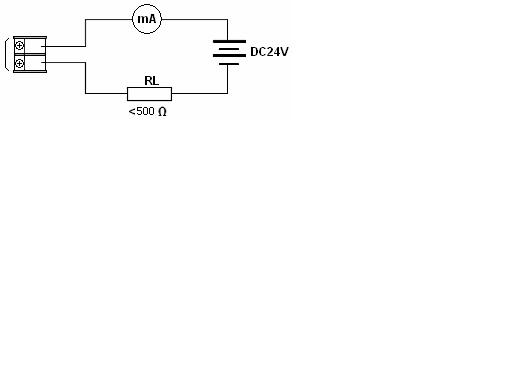 mA
DC24V
RL
<500 Ω